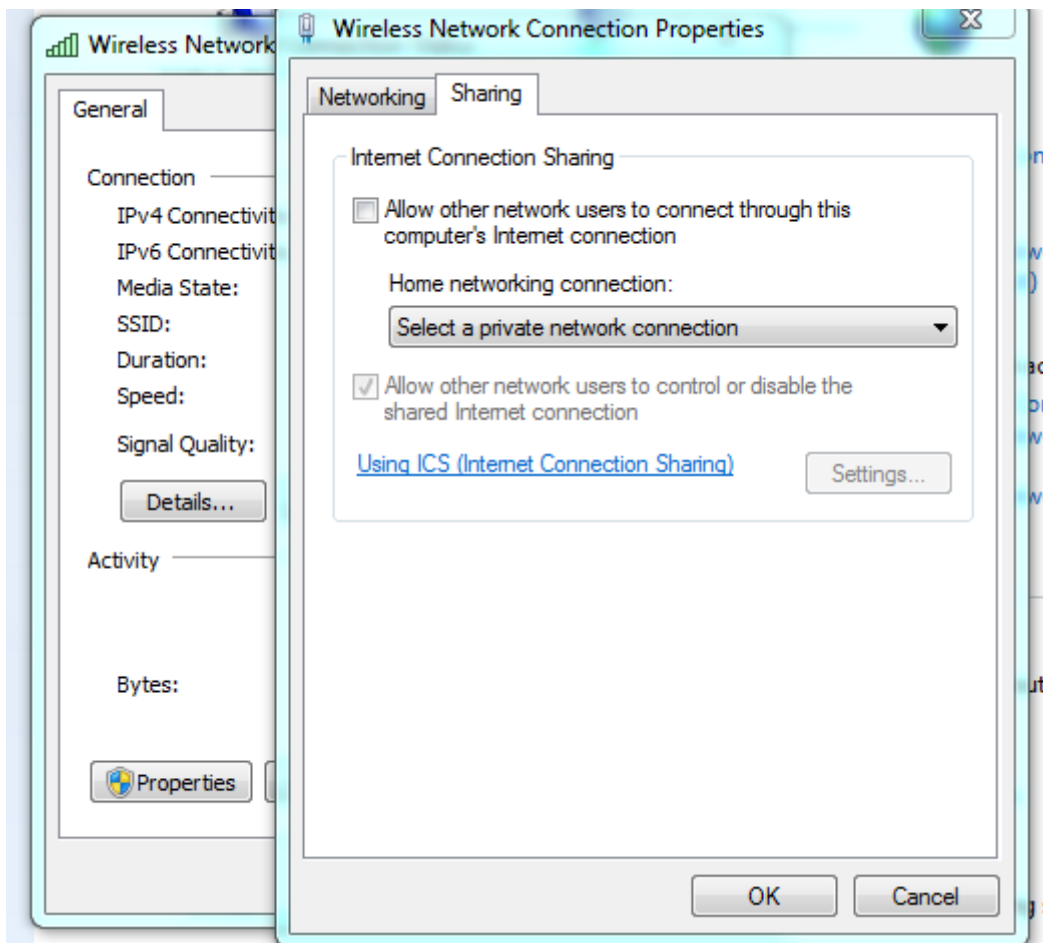 Wireless Network
General
Connection
IPv4 Connectivit
IPv6 Connectivit
Media State:
SSID:
Duration:
Speed:
Signal Quality:
Details...
Activity
Bytes:
Properties
Wireless Network Connection Properties
Networking
Sharing
Internet Connection Sharing
Allow other network users to connect through this
computer's Internet connection
Home networking connection:
Select a private network connection
Allow other network users to control or disable the
shared Internet connection
Using ICS (Internet Connection Sharing)
Settings...
OK
Cancel